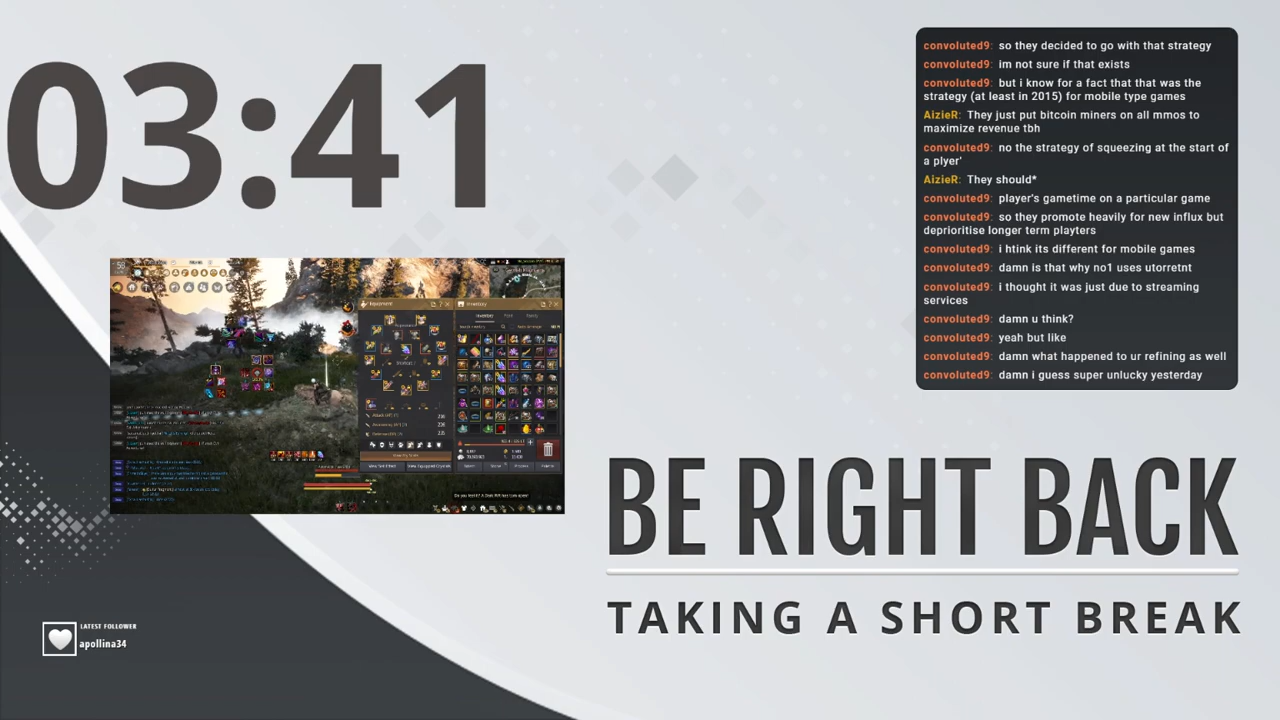 03:41
convoluted9: so they decided to go with that strategy
convoluted9: im not sure if that exists
convoluted9: but i know for a fact that that was the
strategy (at least in 2015) for mobile type games
AizieR: They just put bitcoin miners on all mmos to
maximize revenue tbh
convoluted9: no the strategy of squeezing at the start of
a plyer'
AizieR: They should*
convoluted9: player's gametime on a particular game
convoluted9: so they promote heavily for new influx but
deprioritise longer term playters
convoluted9: i htink its different for mobile games
convoluted9: damn is that why no1 uses utorretnt
convoluted9: i thought it was just due to streaming
services
convoluted9: damn u think?
convoluted9: yeah but like
convoluted9: damn what happened to ur refining as well
convoluted9: damn i guess super unlucky yesterday
Equipment
Inventory
BE RIGHT BACK
TAKING A SHORT BREAK
LATEST FOLLOWER
apollina34